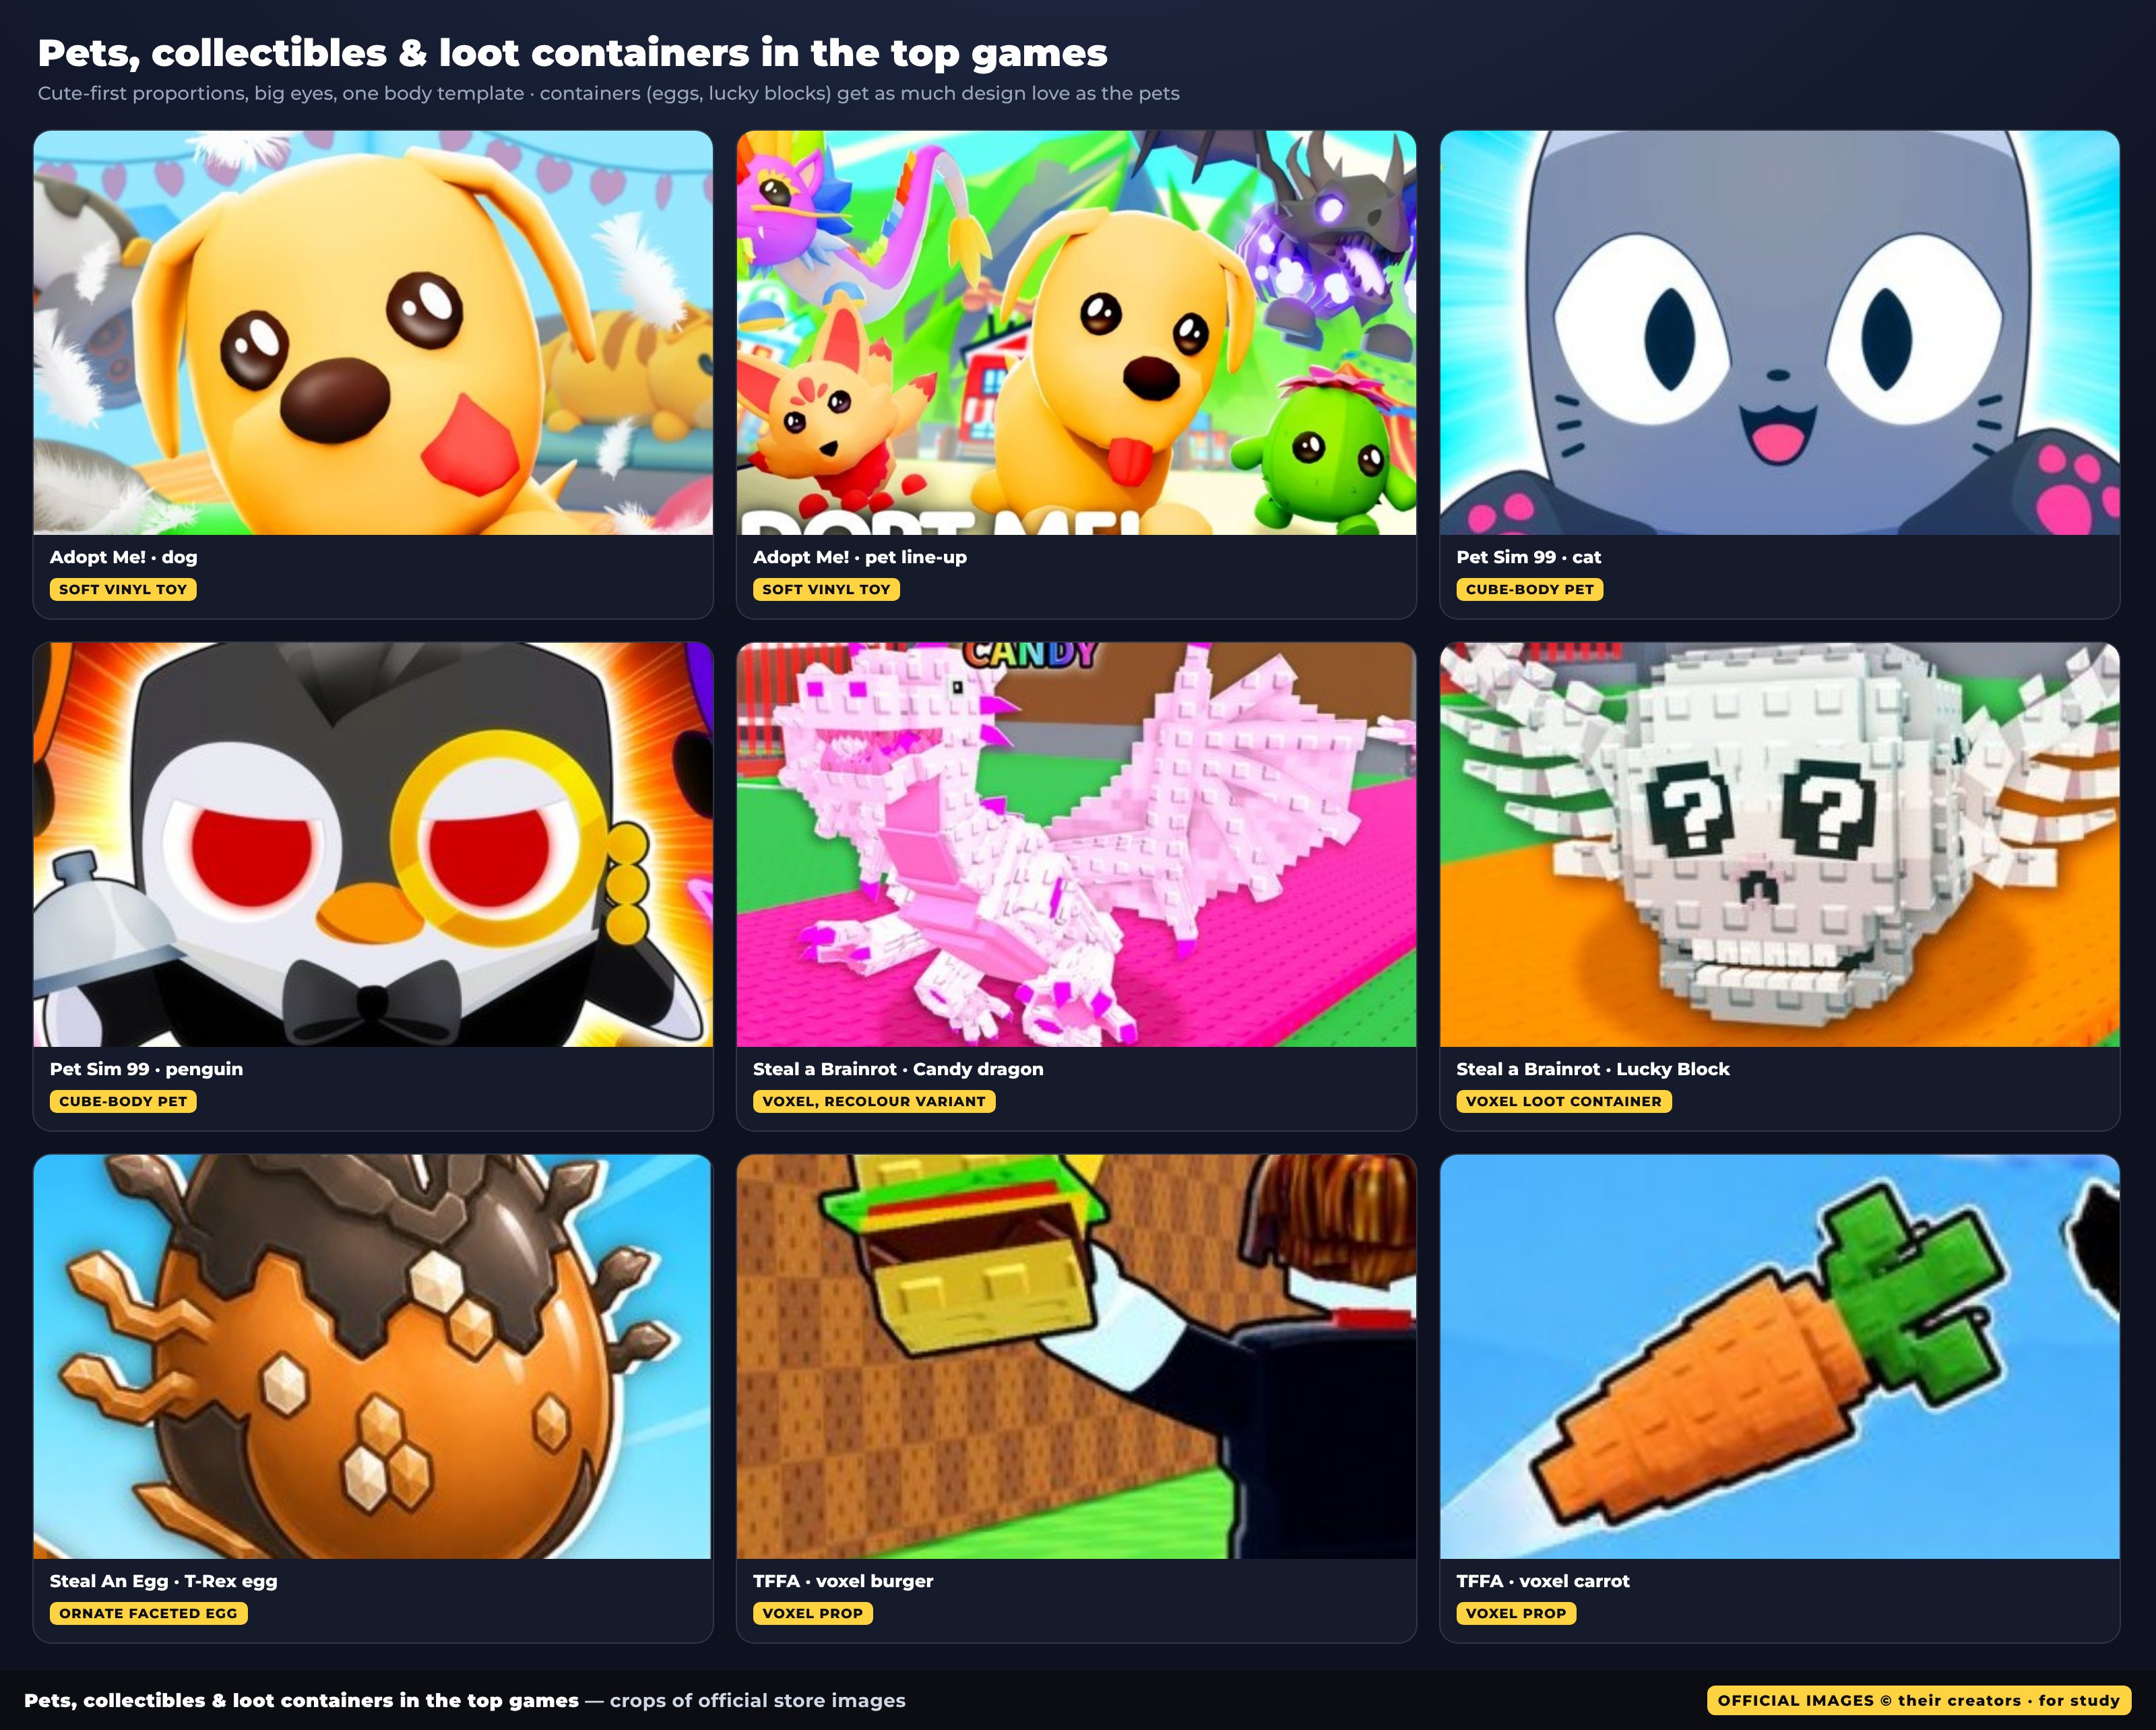 Pets, collectibles & loot containers in the top games
Cute-first proportions, big eyes, one body template · containers (eggs, lucky blocks) get as much design love as the pets
DOPT ME!
Adopt Me! · dog
SOFT VINYL TOY
Adopt Me! · pet line-up
SOFT VINYL TOY
Pet Sim 99 · cat
CUBE-BODY PET
CANDY
? ?
Pet Sim 99 · penguin
CUBE-BODY PET
Steal a Brainrot · Candy dragon
VOXEL, RECOLOUR VARIANT
Steal a Brainrot · Lucky Block
VOXEL LOOT CONTAINER
Steal An Egg · T-Rex egg
ORNATE FACETED EGG
TFFA · voxel burger
VOXEL PROP
TFFA · voxel carrot
VOXEL PROP
Pets, collectibles & loot containers in the top games — crops of official store images
OFFICIAL IMAGES © their creators · for study